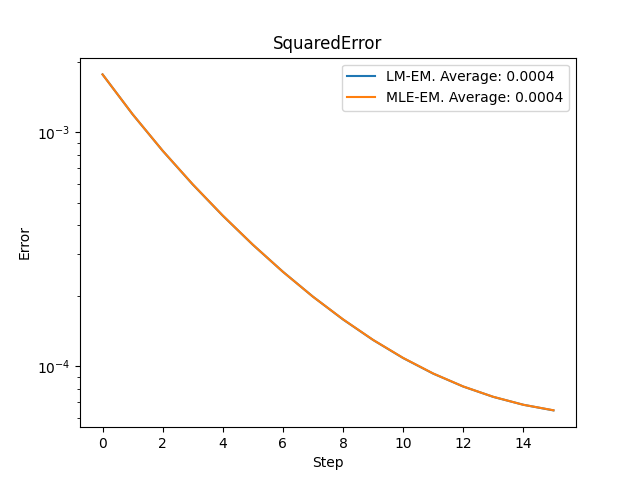 SquaredError
LM-EM. Average: 0.0004
MLE-EM. Average: 0.0004
10⁻³
10⁻⁴
Error
0 2 4 6 8 10 12 14
Step